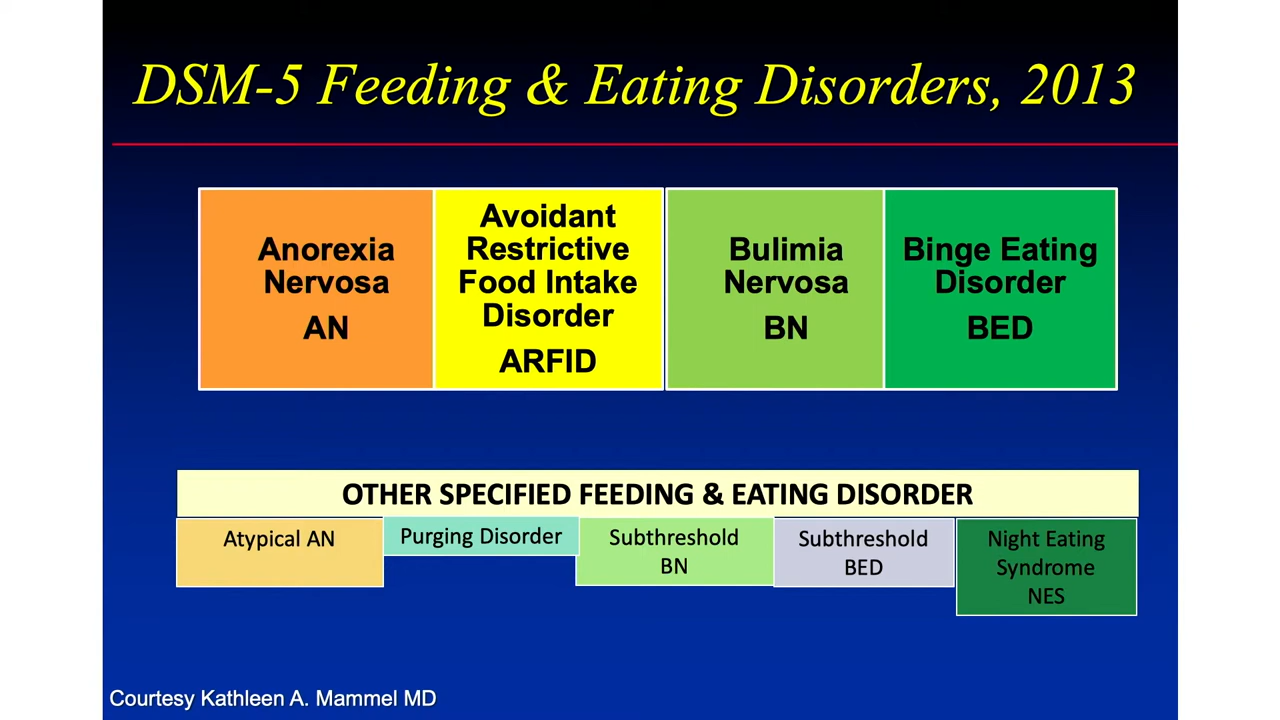 DSM-5 Feeding & Eating Disorders, 2013
Anorexia
Nervosa
AN
Avoidant
Restrictive
Food Intake
Disorder
ARFID
Bulimia
Nervosa
BN
Binge Eating
Disorder
BED
OTHER SPECIFIED FEEDING & EATING DISORDER
Atypical AN
Purging Disorder
Subthreshold
BN
Subthreshold
BED
Night Eating
Syndrome
NES
Courtesy Kathleen A. Mammel MD